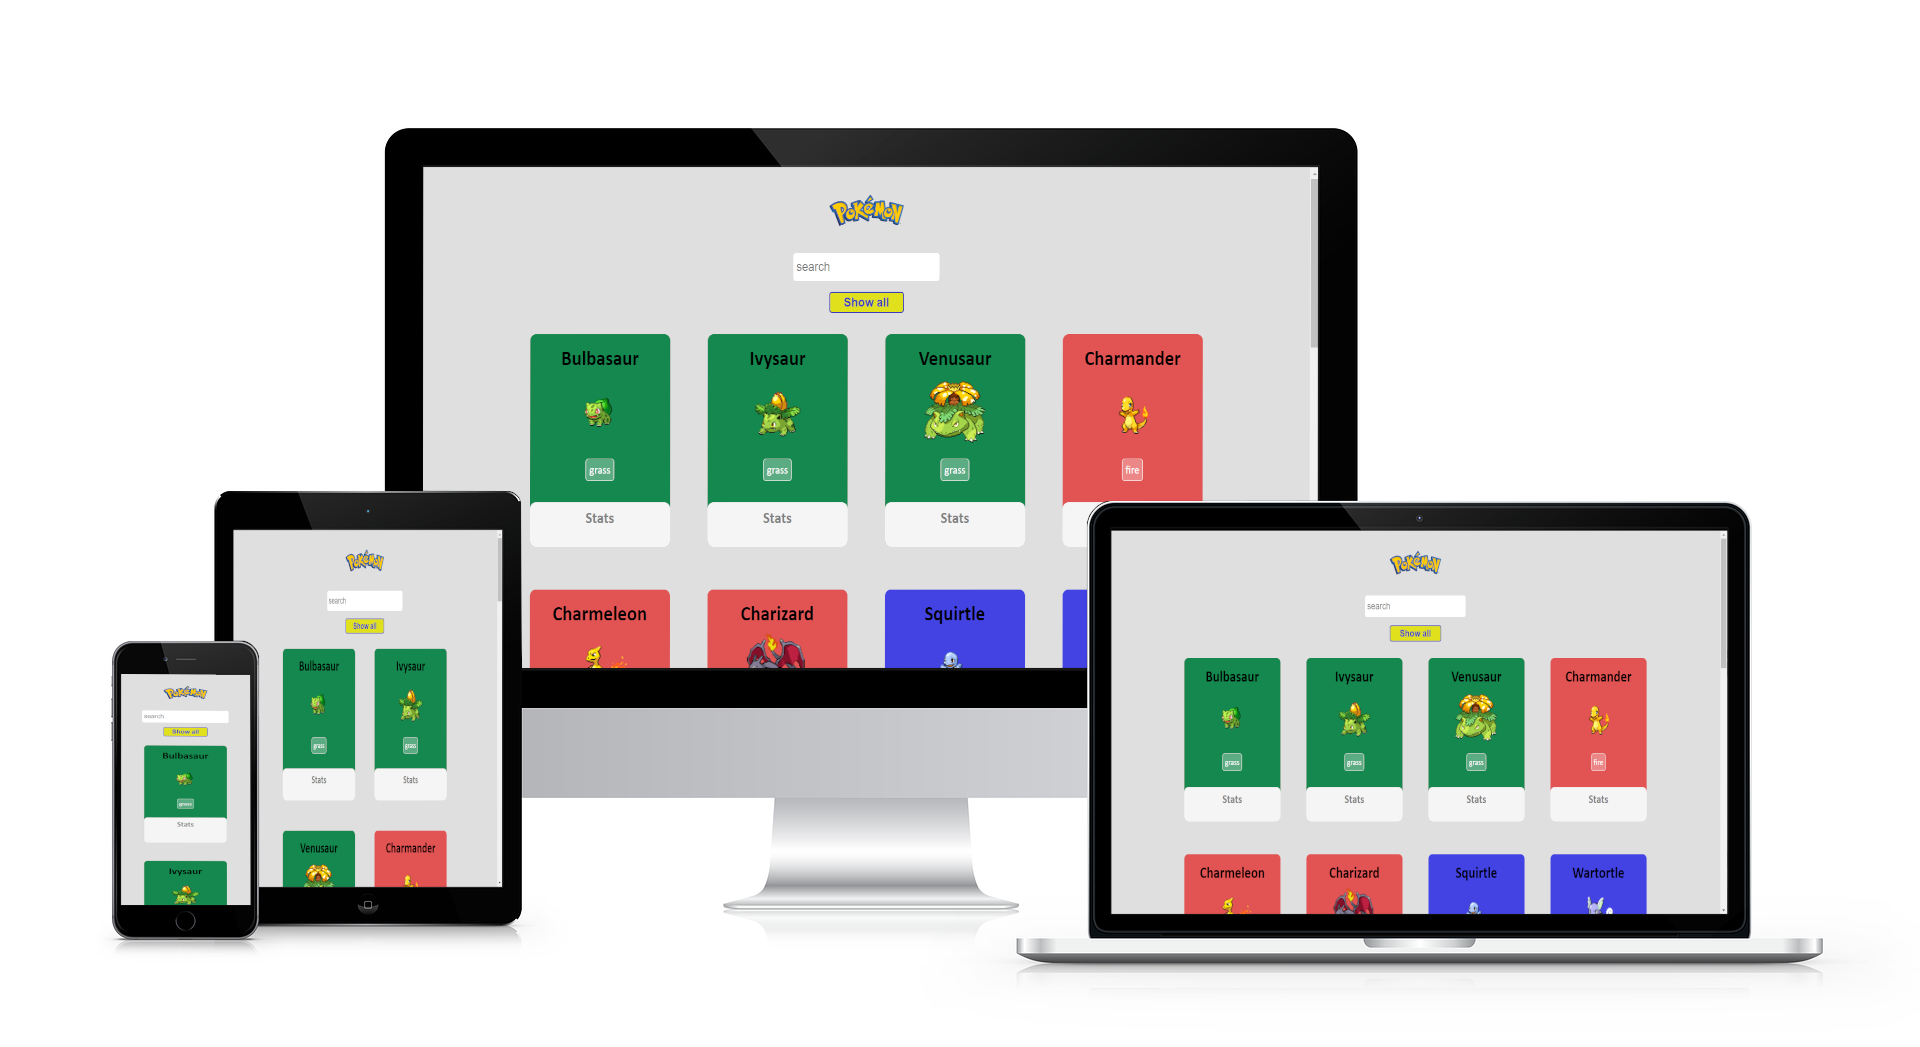 Pokémon
search
Show all
Bulbasaur Ivysaur Venusaur Charmander
grass grass grass fire
Stats Stats Stats
Charmeleon Charizard Squirtle
Pokémon
search
Show all
Bulbasaur Ivysaur
grass grass
Stats Stats
Venusaur Charmander
Pokémon
search
Show all
Bulbasaur
grass
Stats
Ivysaur
Pokémon
search
Show all
Bulbasaur Ivysaur Venusaur Charmander
grass grass grass fire
Stats Stats Stats Stats
Charmeleon Charizard Squirtle Wartortle